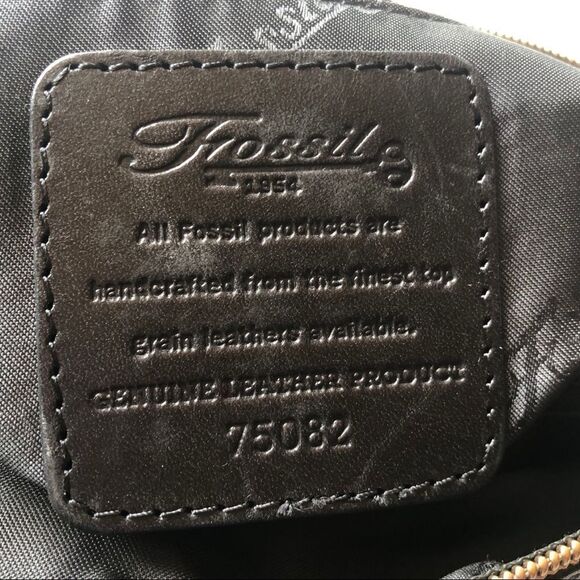 Fossil
1954
All Fossil products are
handcrafted from the finest top
grain leathers available.
GENUINE LEATHER PRODUCT
75082